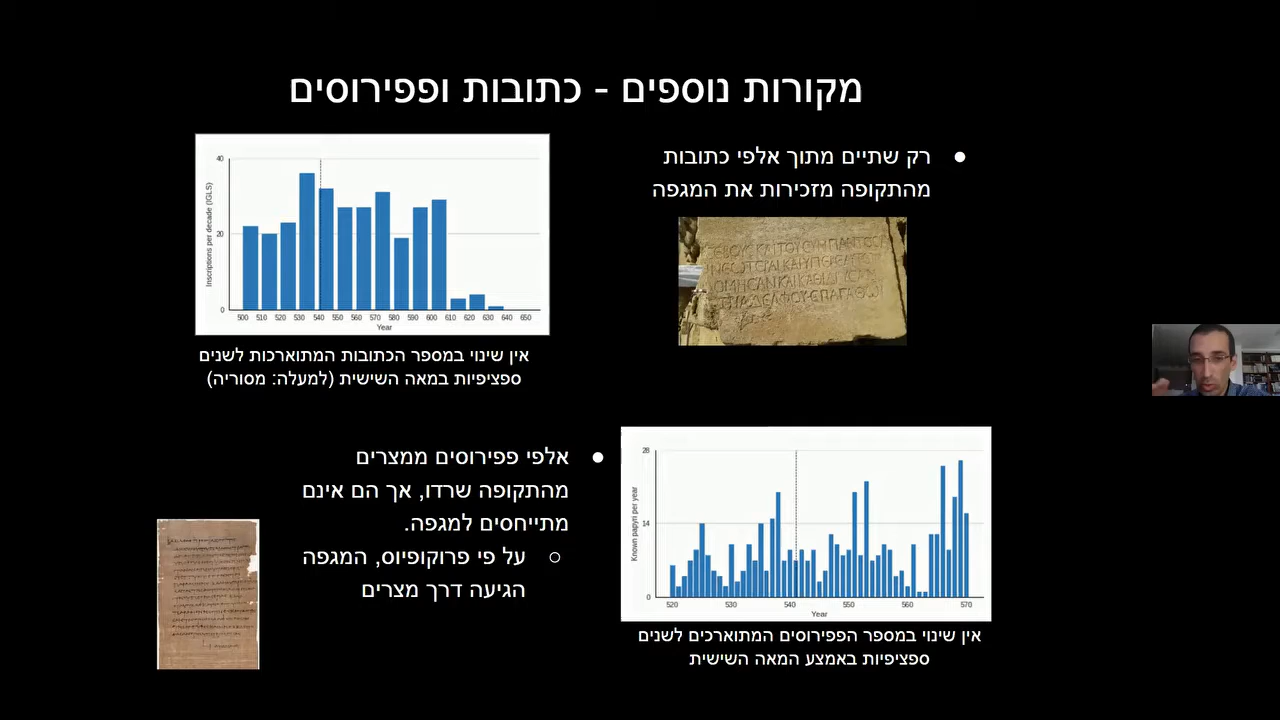 מקורות נוספים - כתובות ופפירוסים
● רק שתיים מתוך אלפי כתובות
מהתקופה מזכירות את המגפה
Inscriptions per decade (IGLS)
40
20
0
500 510 520 530 540 550 560 570 580 590 600 610 620 630 640 650
Year
אין שינוי במספר הכתובות המתוארכות לשנים
ספציפיות במאה השישית (למעלה: מסוריה)
● אלפי פפירוסים ממצרים
מהתקופה שרדו, אך הם אינם
מתייחסים למגפה.
○ על פי פרוקופיוס, המגפה
הגיעה דרך מצרים
Known papyri per year
28
14
0
520 530 540 550 560 570
Year
אין שינוי במספר הפפירוסים המתוארכים לשנים
ספציפיות באמצע המאה השישית